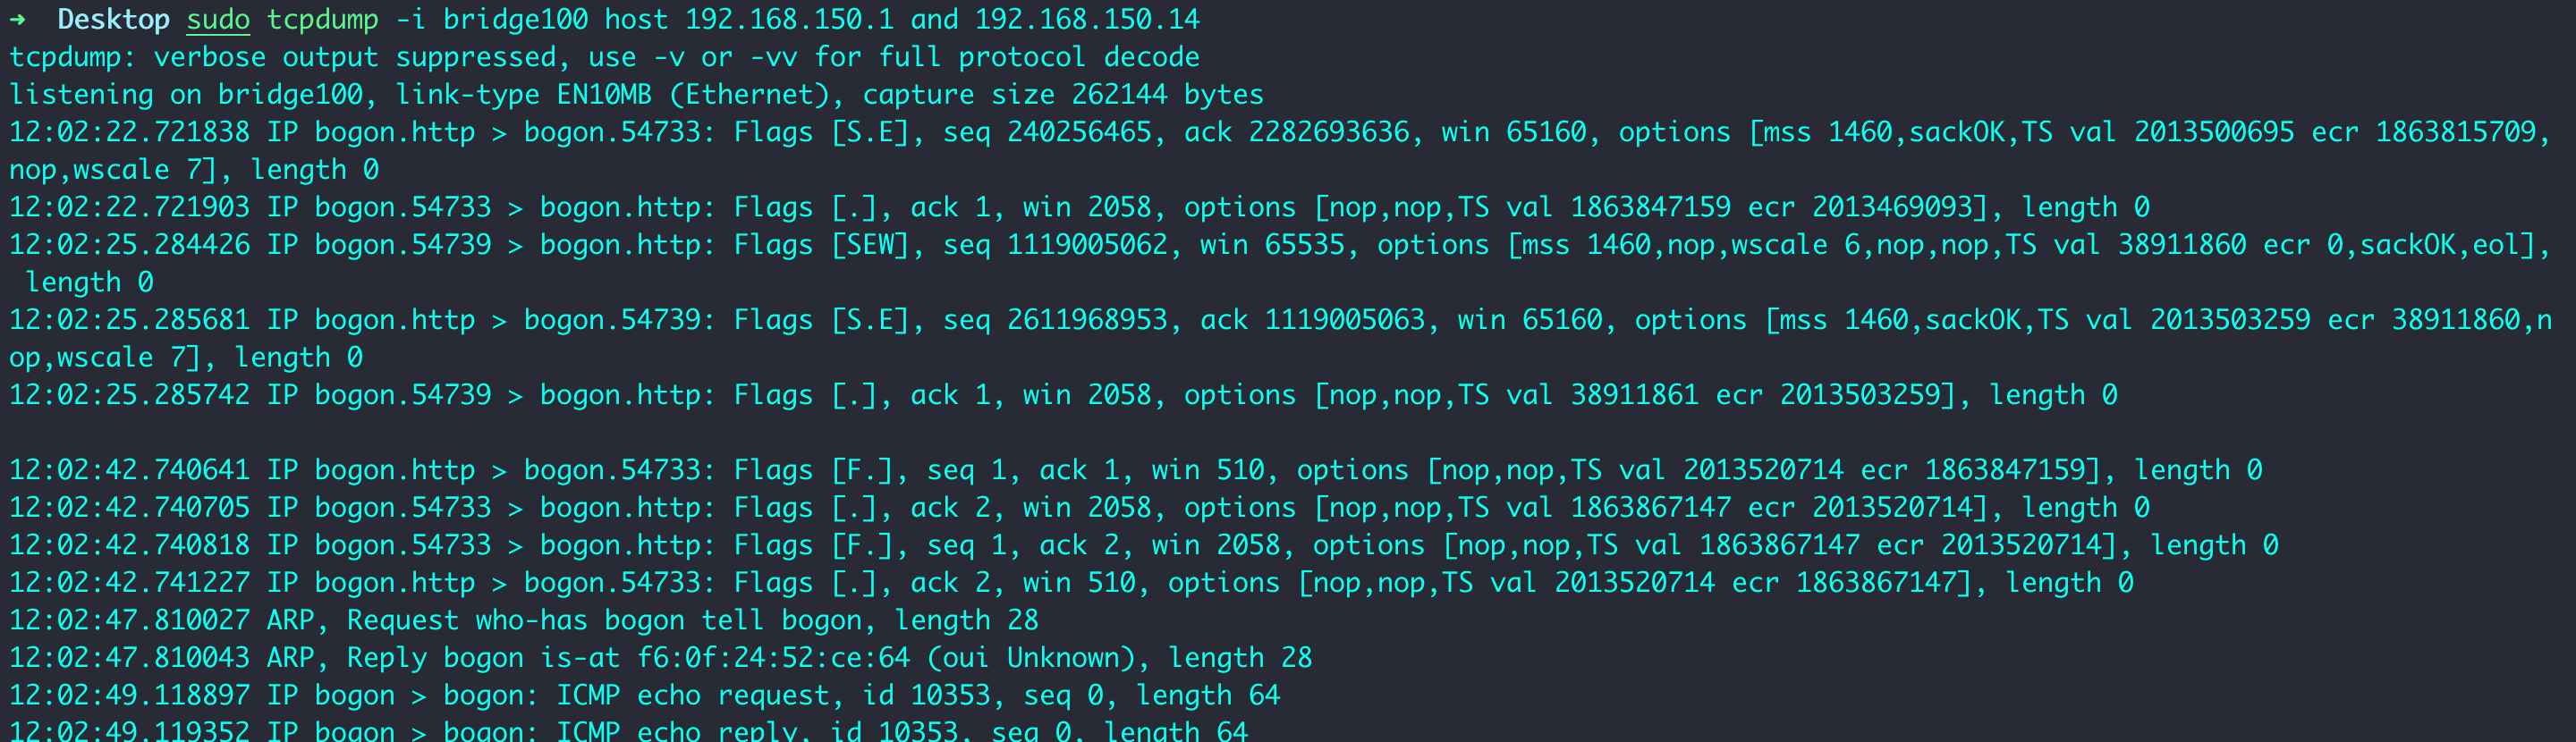 ➜  Desktop sudo tcpdump -i bridge100 host 192.168.150.1 and 192.168.150.14
tcpdump: verbose output suppressed, use -v or -vv for full protocol decode
listening on bridge100, link-type EN10MB (Ethernet), capture size 262144 bytes
12:02:22.721838 IP bogon.http > bogon.54733: Flags [S.E], seq 240256465, ack 2282693636, win 65160, options [mss 1460,sackOK,TS val 2013500695 ecr 1863815709,
nop,wscale 7], length 0
12:02:22.721903 IP bogon.54733 > bogon.http: Flags [.], ack 1, win 2058, options [nop,nop,TS val 1863847159 ecr 2013469093], length 0
12:02:25.284426 IP bogon.54739 > bogon.http: Flags [SEW], seq 1119005062, win 65535, options [mss 1460,nop,wscale 6,nop,nop,TS val 38911860 ecr 0,sackOK,eol],
 length 0
12:02:25.285681 IP bogon.http > bogon.54739: Flags [S.E], seq 2611968953, ack 1119005063, win 65160, options [mss 1460,sackOK,TS val 2013503259 ecr 38911860,n
op,wscale 7], length 0
12:02:25.285742 IP bogon.54739 > bogon.http: Flags [.], ack 1, win 2058, options [nop,nop,TS val 38911861 ecr 2013503259], length 0

12:02:42.740641 IP bogon.http > bogon.54733: Flags [F.], seq 1, ack 1, win 510, options [nop,nop,TS val 2013520714 ecr 1863847159], length 0
12:02:42.740705 IP bogon.54733 > bogon.http: Flags [.], ack 2, win 2058, options [nop,nop,TS val 1863867147 ecr 2013520714], length 0
12:02:42.740818 IP bogon.54733 > bogon.http: Flags [F.], seq 1, ack 2, win 2058, options [nop,nop,TS val 1863867147 ecr 2013520714], length 0
12:02:42.741227 IP bogon.http > bogon.54733: Flags [.], ack 2, win 510, options [nop,nop,TS val 2013520714 ecr 1863867147], length 0
12:02:47.810027 ARP, Request who-has bogon tell bogon, length 28
12:02:47.810043 ARP, Reply bogon is-at f6:0f:24:52:ce:64 (oui Unknown), length 28
12:02:49.118897 IP bogon > bogon: ICMP echo request, id 10353, seq 0, length 64
12:02:49.119352 IP bogon > bogon: ICMP echo reply, id 10353, seq 0, length 64